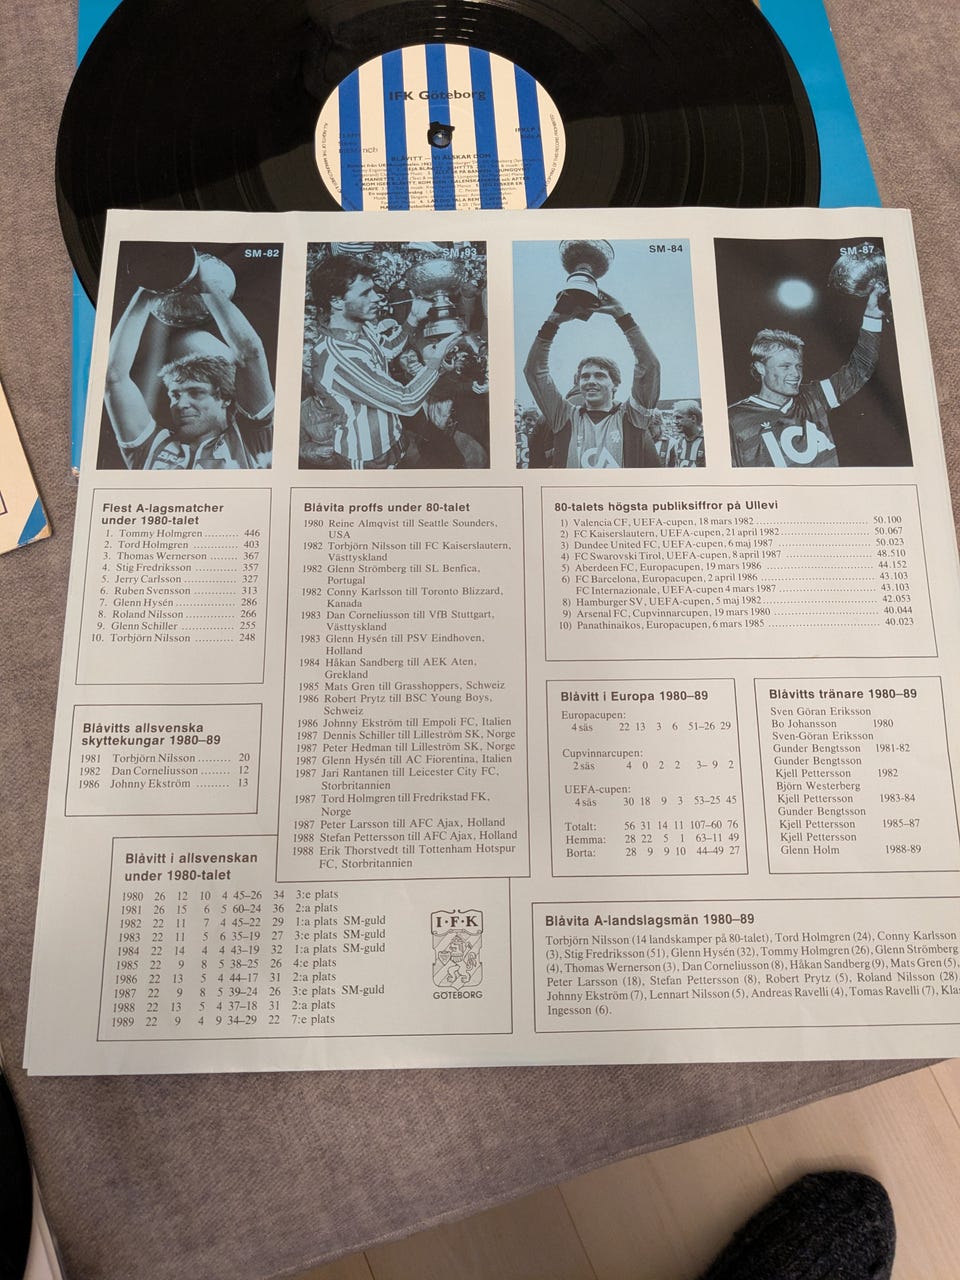 IFK Göteborg
BLÅVITT — VI ÄLSKAR DOM
SM-82
SM-83
SM-84
SM-87
ICA
ICA
Flest A-lagsmatcher
under 1980-talet
1. Tommy Holmgren .......... 446
2. Tord Holmgren ............ 403
3. Thomas Wernerson ....... 367
4. Stig Fredriksson ........... 357
5. Jerry Carlsson ............. 327
6. Ruben Svensson .......... 313
7. Glenn Hysén .............. 286
8. Roland Nilsson ........... 266
9. Glenn Schiller ............. 255
10. Torbjörn Nilsson .......... 248
Blåvitts allsvenska
skyttekungar 1980–89
1981 Torbjörn Nilsson ........ 20
1982 Dan Corneliusson ........ 12
1986 Johnny Ekström ......... 13
Blåvita proffs under 80-talet
1980 Reine Almqvist till Seattle Sounders,
USA
1982 Torbjörn Nilsson till FC Kaiserslautern,
Västtyskland
1982 Glenn Strömberg till SL Benfica,
Portugal
1982 Conny Karlsson till Toronto Blizzard,
Kanada
1983 Dan Corneliusson till VfB Stuttgart,
Västtyskland
1983 Glenn Hysén till PSV Eindhoven,
Holland
1984 Håkan Sandberg till AEK Aten,
Grekland
1985 Mats Gren till Grasshoppers, Schweiz
1986 Robert Prytz till BSC Young Boys,
Schweiz
1986 Johnny Ekström till Empoli FC, Italien
1987 Dennis Schiller till Lilleström SK, Norge
1987 Peter Hedman till Lilleström SK, Norge
1987 Glenn Hysén till AC Fiorentina, Italien
1987 Jari Rantanen till Leicester City FC,
Storbritannien
1987 Tord Holmgren till Fredrikstad FK,
Norge
1987 Peter Larsson till AFC Ajax, Holland
1988 Stefan Pettersson till AFC Ajax, Holland
1988 Erik Thorstvedt till Tottenham Hotspur
FC, Storbritannien
80-talets högsta publiksiffror på Ullevi
1) Valencia CF, UEFA-cupen, 18 mars 1982 .......... 50.100
2) FC Kaiserslautern, UEFA-cupen, 21 april 1982 .......... 50.067
3) Dundee United FC, UEFA-cupen, 6 maj 1987 .......... 50.023
4) FC Swarovski Tirol, UEFA-cupen, 8 april 1987 .......... 48.510
5) Aberdeen FC, Europacupen, 19 mars 1986 .......... 44.152
6) FC Barcelona, Europacupen, 2 april 1986 .......... 43.103
FC Internazionale, UEFA-cupen 4 mars 1987 .......... 43.103
8) Hamburger SV, UEFA-cupen, 5 maj 1982 .......... 42.053
9) Arsenal FC, Cupvinnarcupen, 19 mars 1980 .......... 40.044
10) Panathinaikos, Europacupen, 6 mars 1985 .......... 40.023
Blåvitt i Europa 1980–89
Europacupen:
4 säs 22 13 3 6 51–26 29
Cupvinnarcupen:
2 säs 4 0 2 2 3–9 2
UEFA-cupen:
4 säs 30 18 9 3 53–25 45
Totalt: 56 31 14 11 107–60 76
Hemma: 28 22 5 1 63–11 49
Borta: 28 9 9 10 44–49 27
Blåvitts tränare 1980–89
Sven Göran Eriksson
Bo Johansson 1980
Sven-Göran Eriksson
Gunder Bengtsson 1981-82
Gunder Bengtsson
Kjell Pettersson 1982
Björn Westerberg
Kjell Pettersson 1983-84
Gunder Bengtsson
Kjell Pettersson 1985-87
Kjell Pettersson
Glenn Holm 1988-89
Blåvitt i allsvenskan
under 1980-talet
1980 26 12 10 4 45–26 34 3:e plats
1981 26 15 6 5 60–24 36 2:a plats
1982 22 11 7 4 45–22 29 1:a plats SM-guld
1983 22 11 5 6 35–19 27 3:e plats SM-guld
1984 22 14 4 4 43–19 32 1:a plats SM-guld
1985 22 9 8 5 38–25 26 4:e plats
1986 22 13 5 4 44–17 31 2:a plats
1987 22 9 8 5 39–24 26 3:e plats SM-guld
1988 22 13 5 4 37–18 31 2:a plats
1989 22 9 4 9 34–29 22 7:e plats
I·F·K
GÖTEBORG
Blåvita A-landslagsmän 1980–89
Torbjörn Nilsson (14 landskamper på 80-talet), Tord Holmgren (24), Conny Karlsson
(3), Stig Fredriksson (51), Glenn Hysén (32), Tommy Holmgren (26), Glenn Strömberg
(4), Thomas Wernerson (3), Dan Corneliusson (8), Håkan Sandberg (9), Mats Gren (5),
Peter Larsson (18), Stefan Pettersson (8), Robert Prytz (5), Roland Nilsson (28),
Johnny Ekström (7), Lennart Nilsson (5), Andreas Ravelli (4), Tomas Ravelli (7), Klas
Ingesson (6).